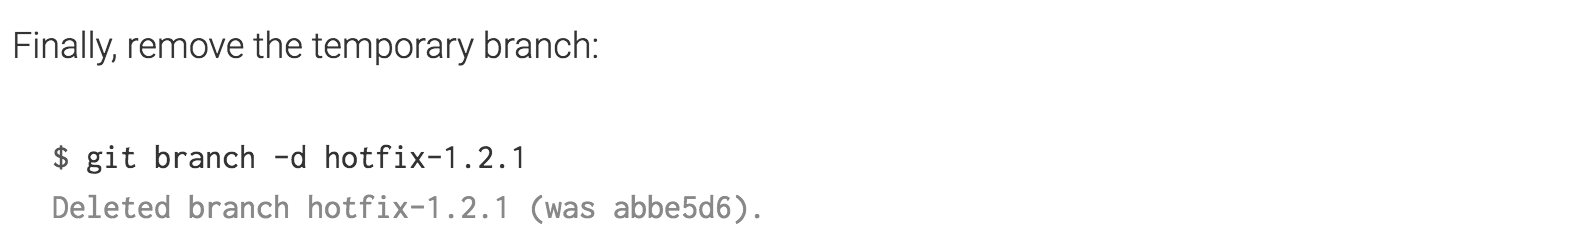 Finally, remove the temporary branch:
$ git branch -d hotfix-1.2.1
Deleted branch hotfix-1.2.1 (was abbe5d6).